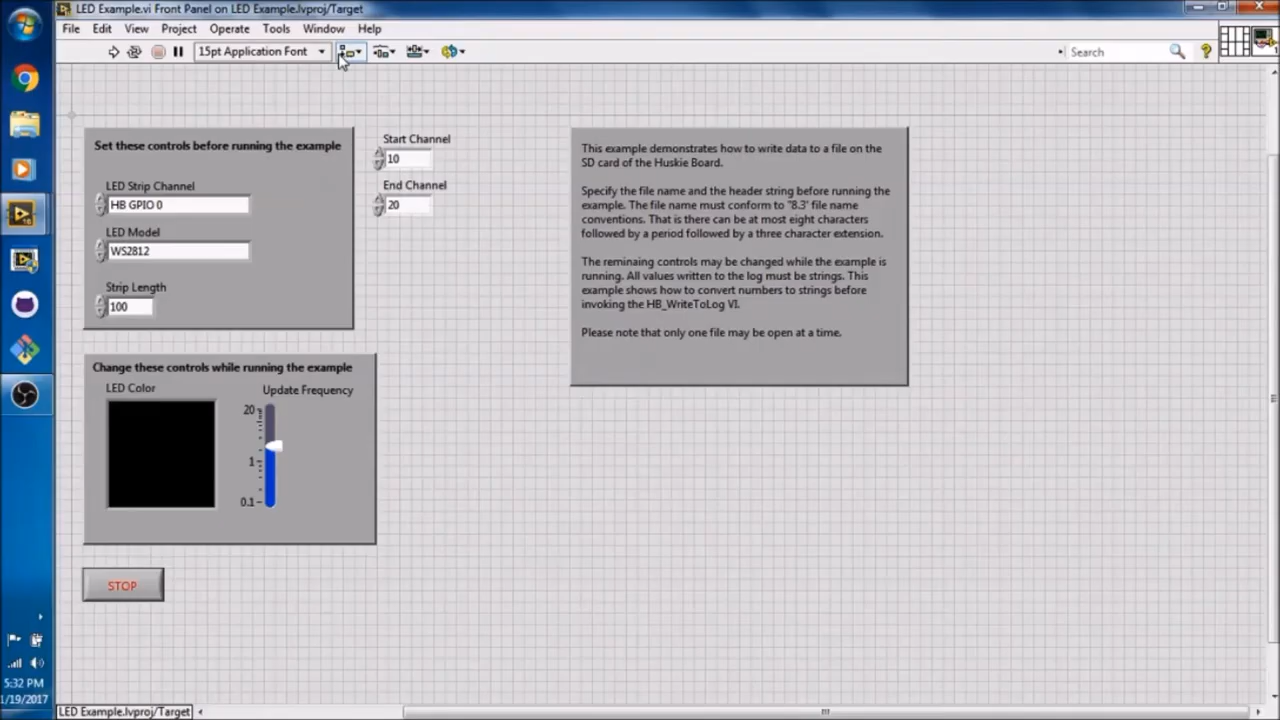 LED Example.vi Front Panel on LED Example.lvproj/Target
File Edit View Project Operate Tools Window Help
15pt Application Font
Search
?
Set these controls before running the example
LED Strip Channel
HB GPIO 0
LED Model
WS2812
Strip Length
100
Start Channel
10
End Channel
20
This example demonstrates how to write data to a file on the
SD card of the Huskie Board.
Specify the file name and the header string before running the
example. The file name must conform to "8.3' file name
conventions. That is there can be at most eight characters
followed by a period followed by a three character extension.
The reminaing controls may be changed while the example is
running. All values written to the log must be strings. This
example shows how to convert numbers to strings before
invoking the HB_WriteToLog VI.
Please note that only one file may be open at a time.
Change these controls while running the example
LED Color
Update Frequency
20
1
0.1
STOP
5:32 PM
1/19/2017
LED Example.lvproj/Target